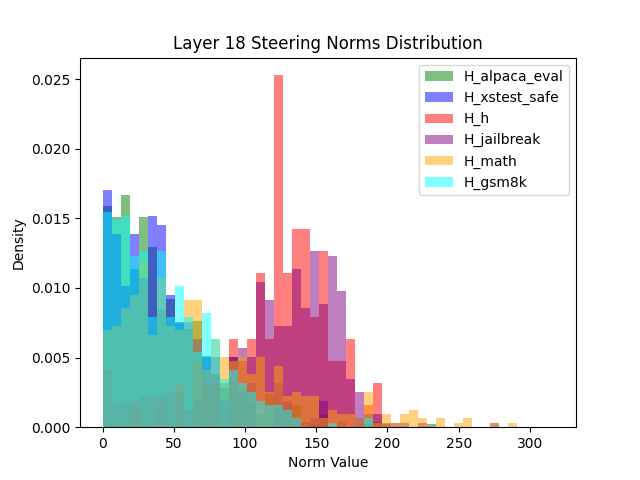 Layer 18 Steering Norms Distribution
0.025
0.020
0.015
0.010
0.005
0.000
Density
H_alpaca_eval
H_xstest_safe
H_h
H_jailbreak
H_math
H_gsm8k
0 50 100 150 200 250 300
Norm Value